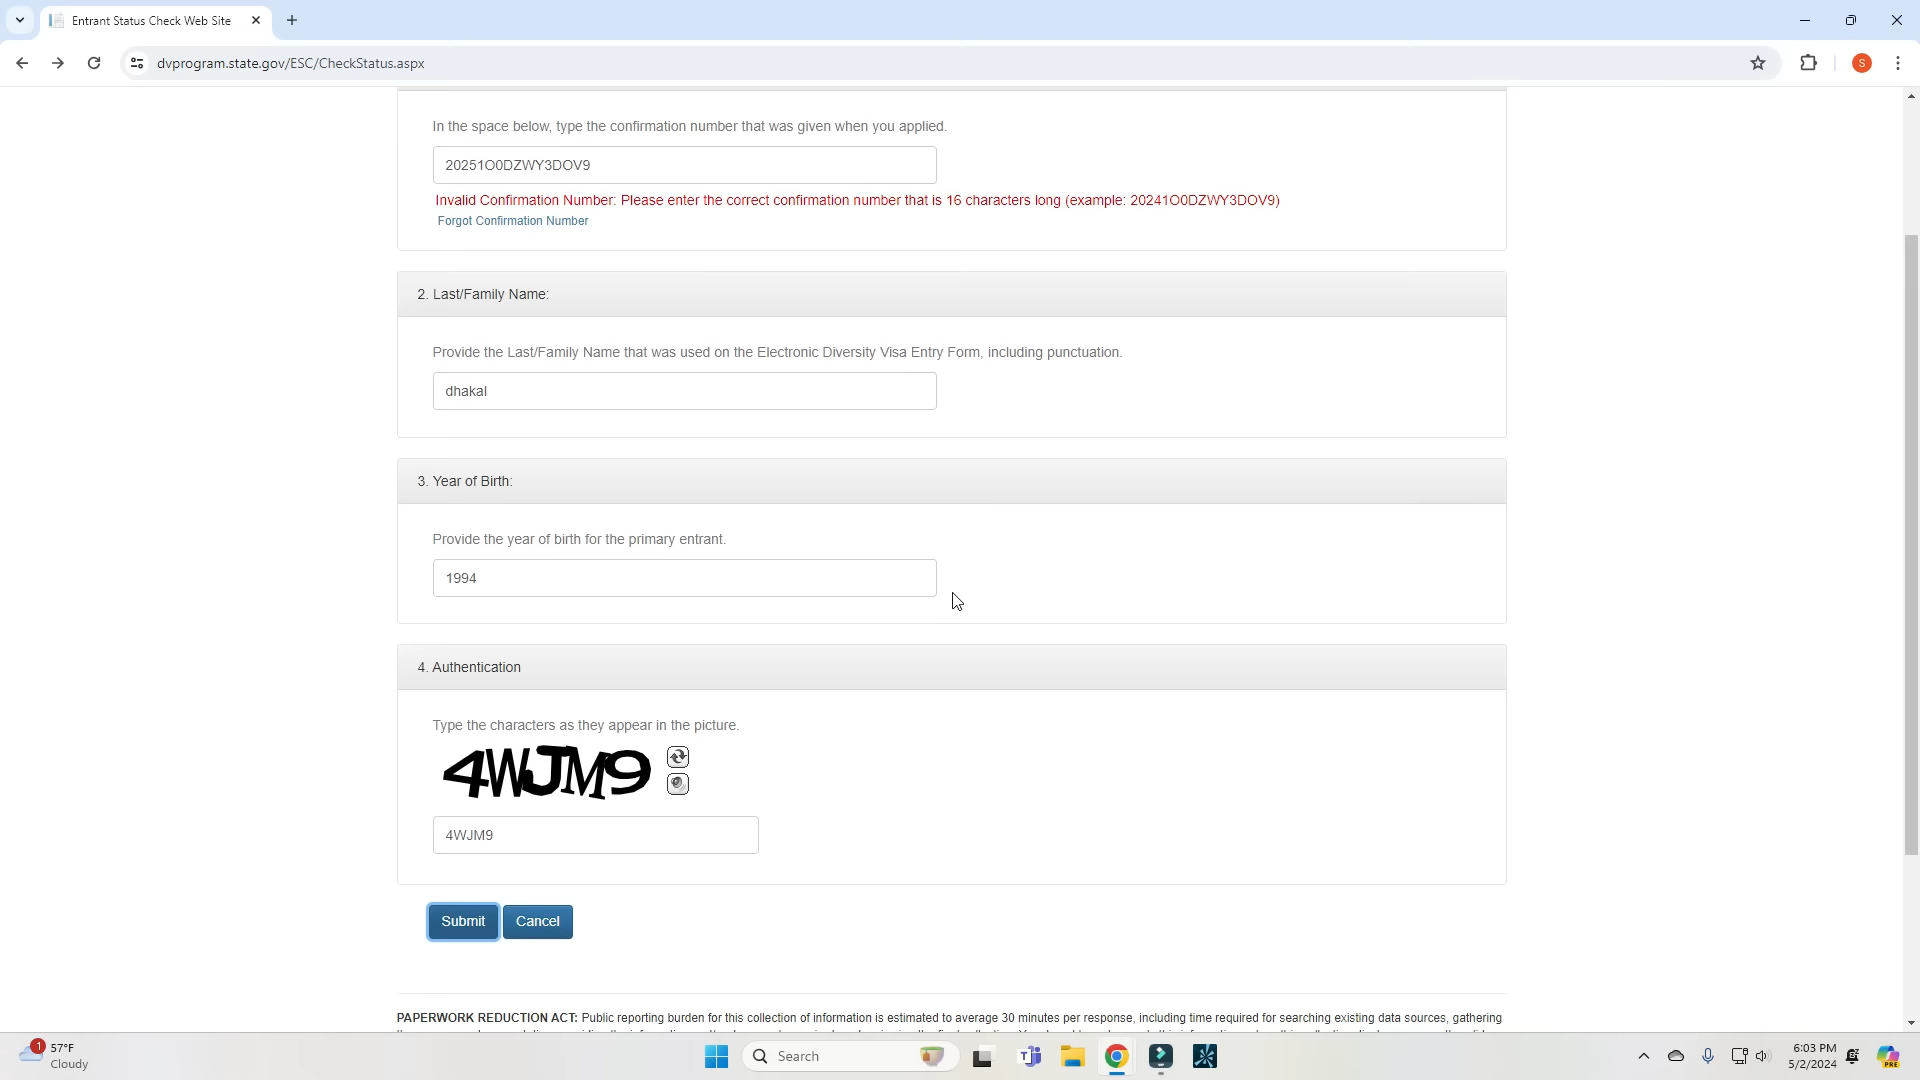 Entrant Status Check Web Site
dvprogram.state.gov/ESC/CheckStatus.aspx
S
In the space below, type the confirmation number that was given when you applied.
20251O0DZWY3DOV9
Invalid Confirmation Number: Please enter the correct confirmation number that is 16 characters long (example: 20241O0DZWY3DOV9)
Forgot Confirmation Number
2. Last/Family Name:
Provide the Last/Family Name that was used on the Electronic Diversity Visa Entry Form, including punctuation.
dhakal
3. Year of Birth:
Provide the year of birth for the primary entrant.
1994
4. Authentication
Type the characters as they appear in the picture.
4WJM9
4WJM9
Submit Cancel
PAPERWORK REDUCTION ACT: Public reporting burden for this collection of information is estimated to average 30 minutes per response, including time required for searching existing data sources, gathering
1
57°F
Cloudy
Search
6:03 PM
5/2/2024
PRE